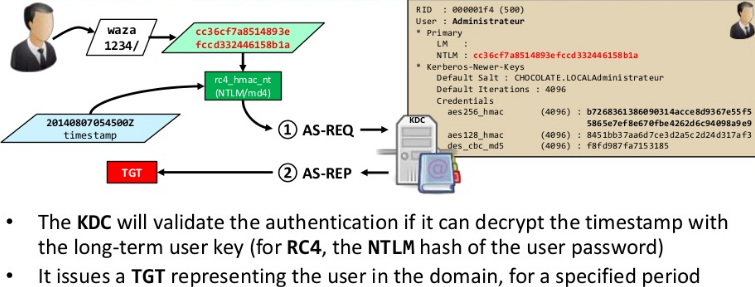 waza
1234/
cc36cf7a8514893e
fccd332446158b1a
rc4_hmac_nt
(NTLM/md4)
20140807054500Z
timestamp
① AS-REQ
② AS-REP
TGT
KDC
@
RID : 000001f4 (500)
User : Administrateur
* Primary
LM :
NTLM : cc36cf7a8514893efccd332446158b1a
* Kerberos-Newer-Keys
Default Salt : CHOCOLATE.LOCALAdministrateur
Default Iterations : 4096
Credentials
aes256_hmac (4096) : b7268361386090314acce8d9367e55f5
5865e7ef8e670fbe4262d6c94098a9e9
aes128_hmac (4096) : 8451bb37aa6d7ce3d2a5c2d24d317af3
des_cbc_md5 (4096) : f8fd987fa7153185
• The KDC will validate the authentication if it can decrypt the timestamp with
the long-term user key (for RC4, the NTLM hash of the user password)
• It issues a TGT representing the user in the domain, for a specified period